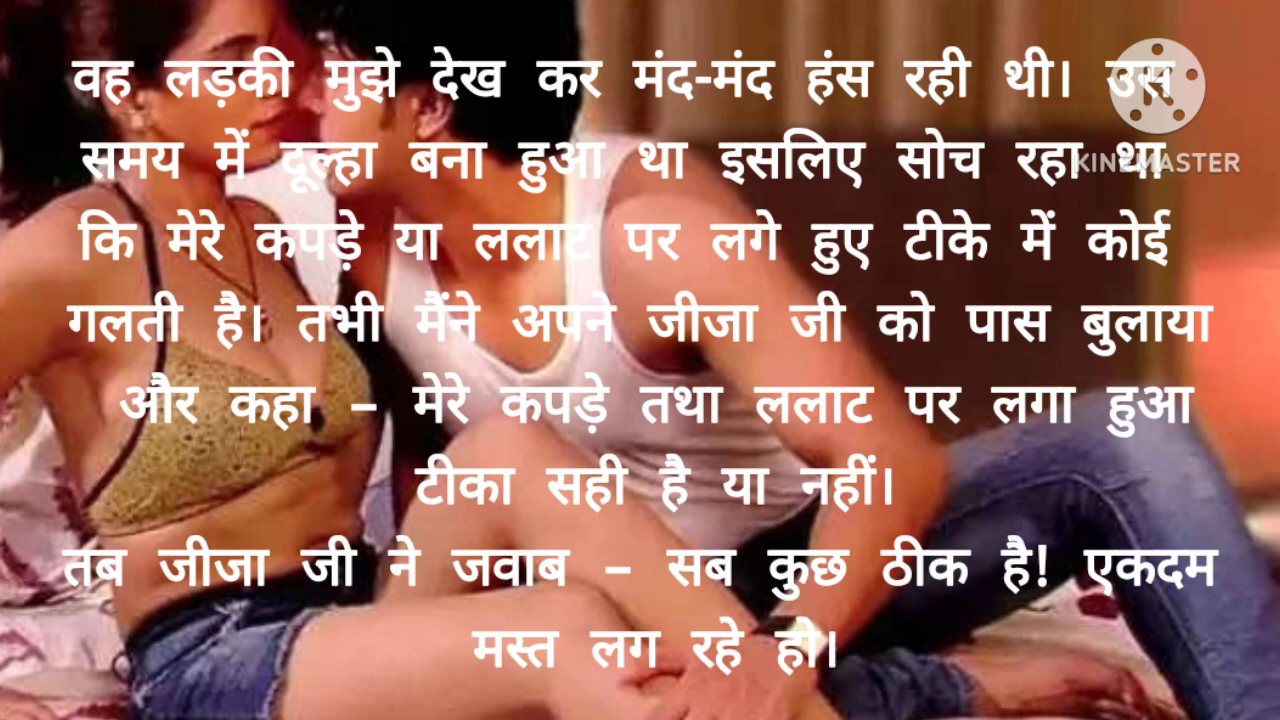 वह लड़की मुझे देख कर मंद-मंद हंस रही थी। उस
समय में दूल्हा बना हुआ था इसलिए सोच रहा था
कि मेरे कपड़े या ललाट पर लगे हुए टीके में कोई
गलती है। तभी मैंने अपने जीजा जी को पास बुलाया
और कहा – मेरे कपड़े तथा ललाट पर लगा हुआ
टीका सही है या नहीं।
तब जीजा जी ने जवाब – सब कुछ ठीक है! एकदम
मस्त लग रहे हो।
K
KINEMASTER